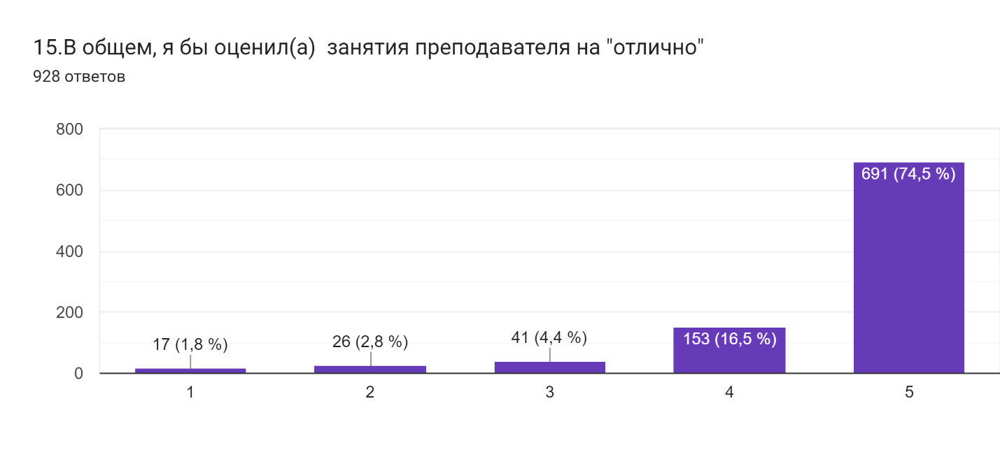 15.В общем, я бы оценил(а)  занятия преподавателя на "отлично"
928 ответов
800
600
400
200
0
17 (1,8 %)
26 (2,8 %)
41 (4,4 %)
153 (16,5 %)
691 (74,5 %)
1
2
3
4
5